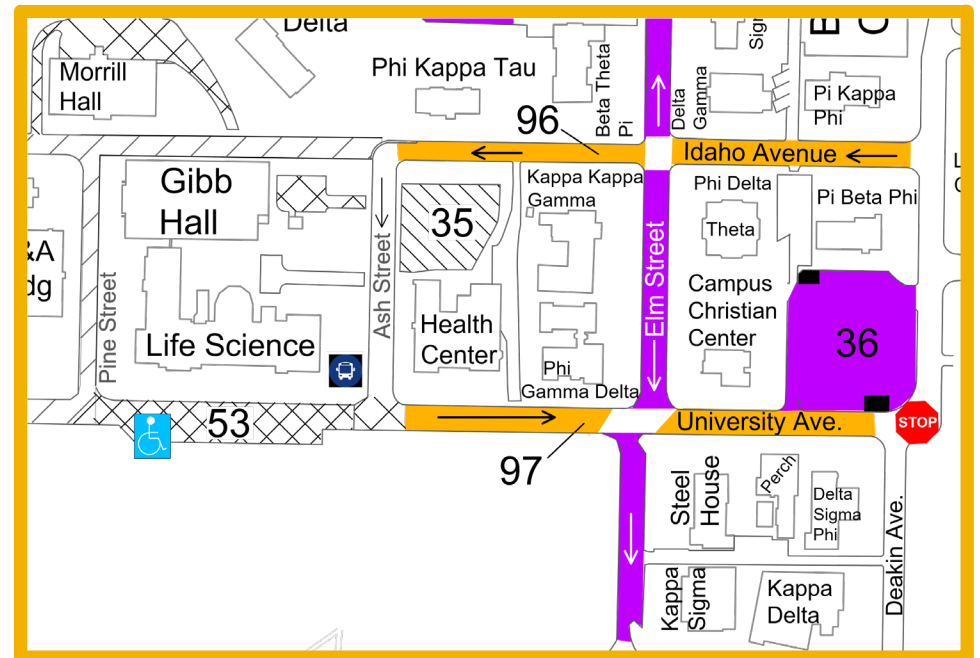 Delta
Sig
Morrill
Hall
Phi Kappa Tau
Beta Theta
Pi
Delta
Gamma
Pi Kappa
Phi
96
Idaho Avenue
Gibb
Hall
35
Kappa Kappa
Gamma
Phi Delta
Theta
Pi Beta Phi
&A
dg
Pine Street
Ash Street
Elm Street
Campus
Christian
Center
36
Life Science
Health
Center
Phi
Gamma Delta
53
University Ave.
STOP
97
Steel
House
Perch
Delta
Sigma
Phi
Deakin Ave.
Kappa
Sigma
Kappa
Delta